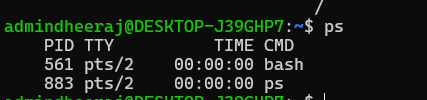 /
admindheeraj@DESKTOP-J39GHP7:~$ ps
PID TTY TIME CMD
561 pts/2 00:00:00 bash
883 pts/2 00:00:00 ps